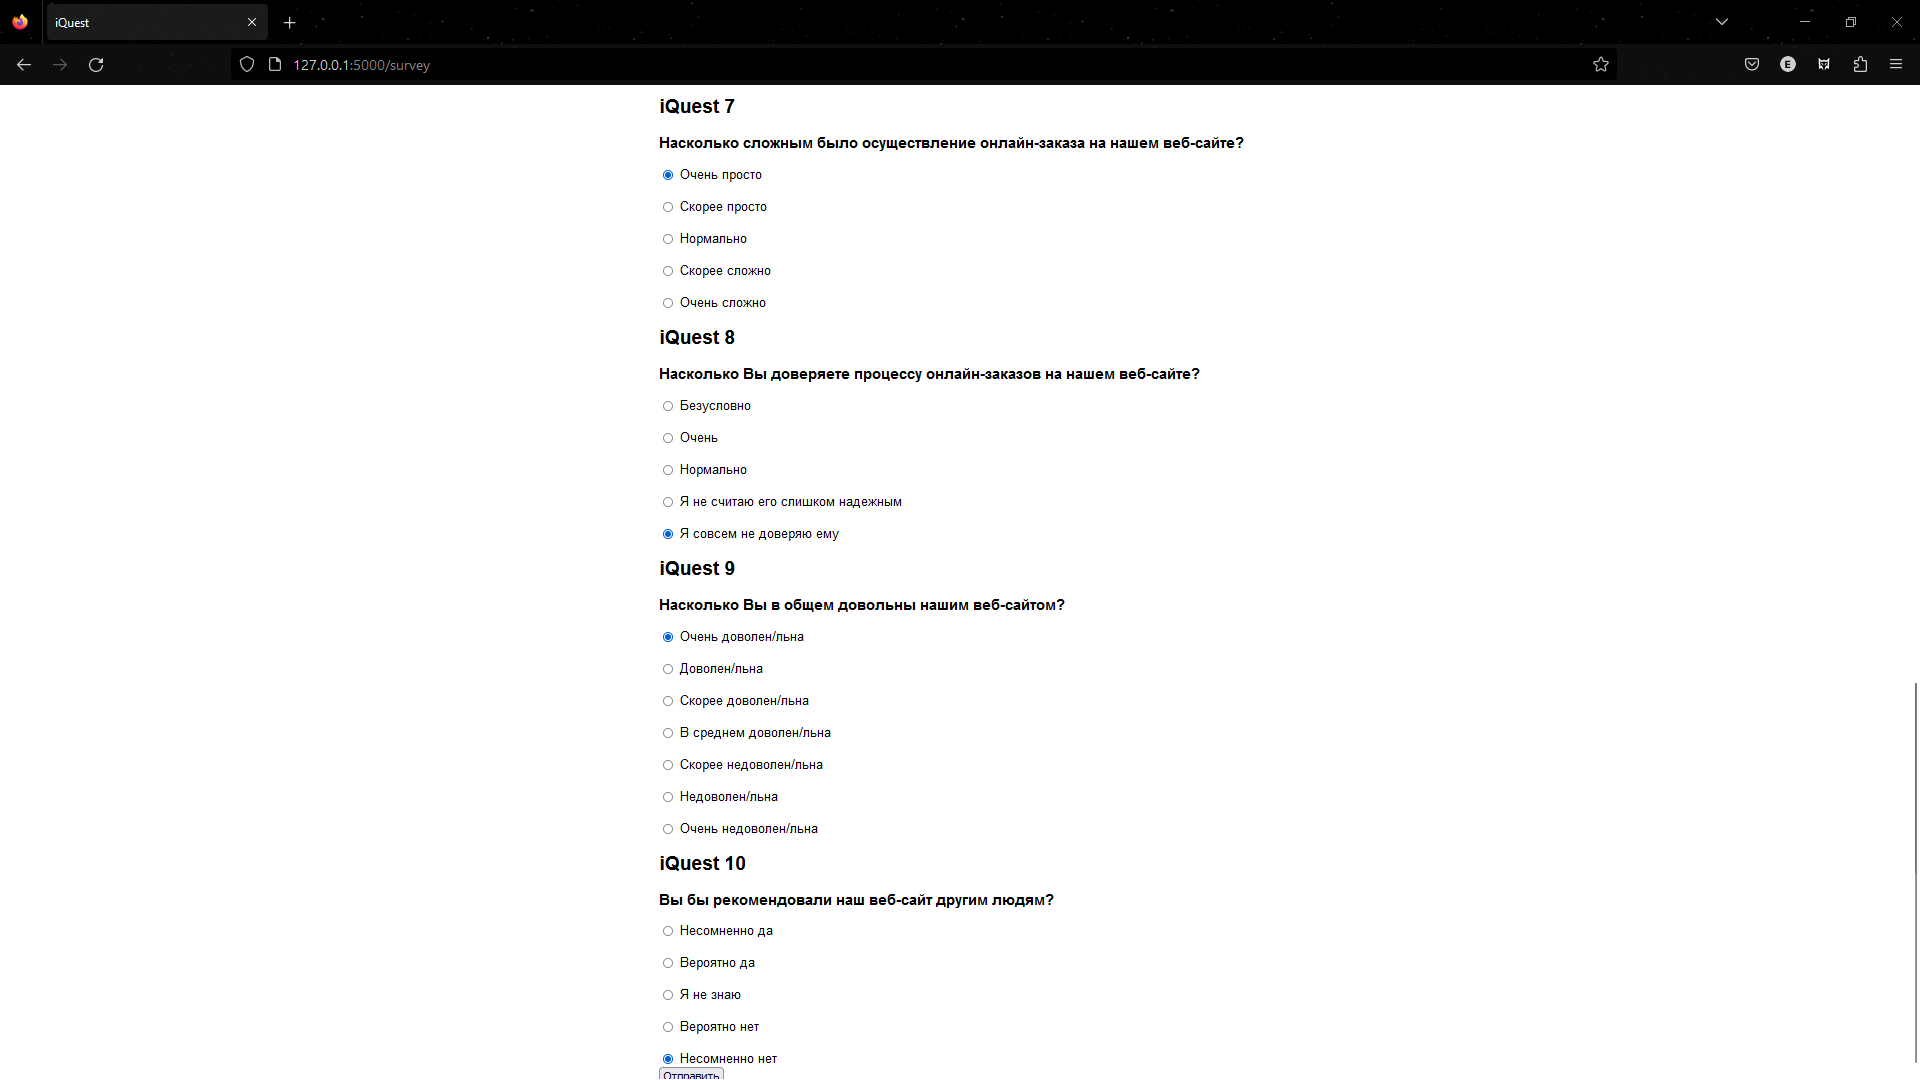 iQuest
127.0.0.1:5000/survey
E
iQuest 7
Насколько сложным было осуществление онлайн-заказа на нашем веб-сайте?
Очень просто
Скорее просто
Нормально
Скорее сложно
Очень сложно
iQuest 8
Насколько Вы доверяете процессу онлайн-заказов на нашем веб-сайте?
Безусловно
Очень
Нормально
Я не считаю его слишком надежным
Я совсем не доверяю ему
iQuest 9
Насколько Вы в общем довольны нашим веб-сайтом?
Очень доволен/льна
Доволен/льна
Скорее доволен/льна
В среднем доволен/льна
Скорее недоволен/льна
Недоволен/льна
Очень недоволен/льна
iQuest 10
Вы бы рекомендовали наш веб-сайт другим людям?
Несомненно да
Вероятно да
Я не знаю
Вероятно нет
Несомненно нет
Отправить